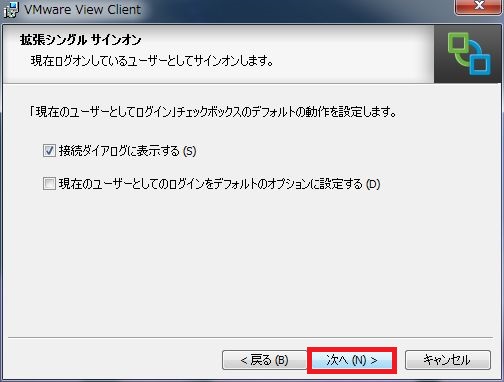 VMware View Client
拡張シングル サインオン
現在ログオンしているユーザーとしてサインオンします。
「現在のユーザーとしてログイン」チェックボックスのデフォルトの動作を設定します。
接続ダイアログに表示する (S)
現在のユーザーとしてのログインをデフォルトのオプションに設定する (D)
< 戻る (B)
次へ (N) >
キャンセル